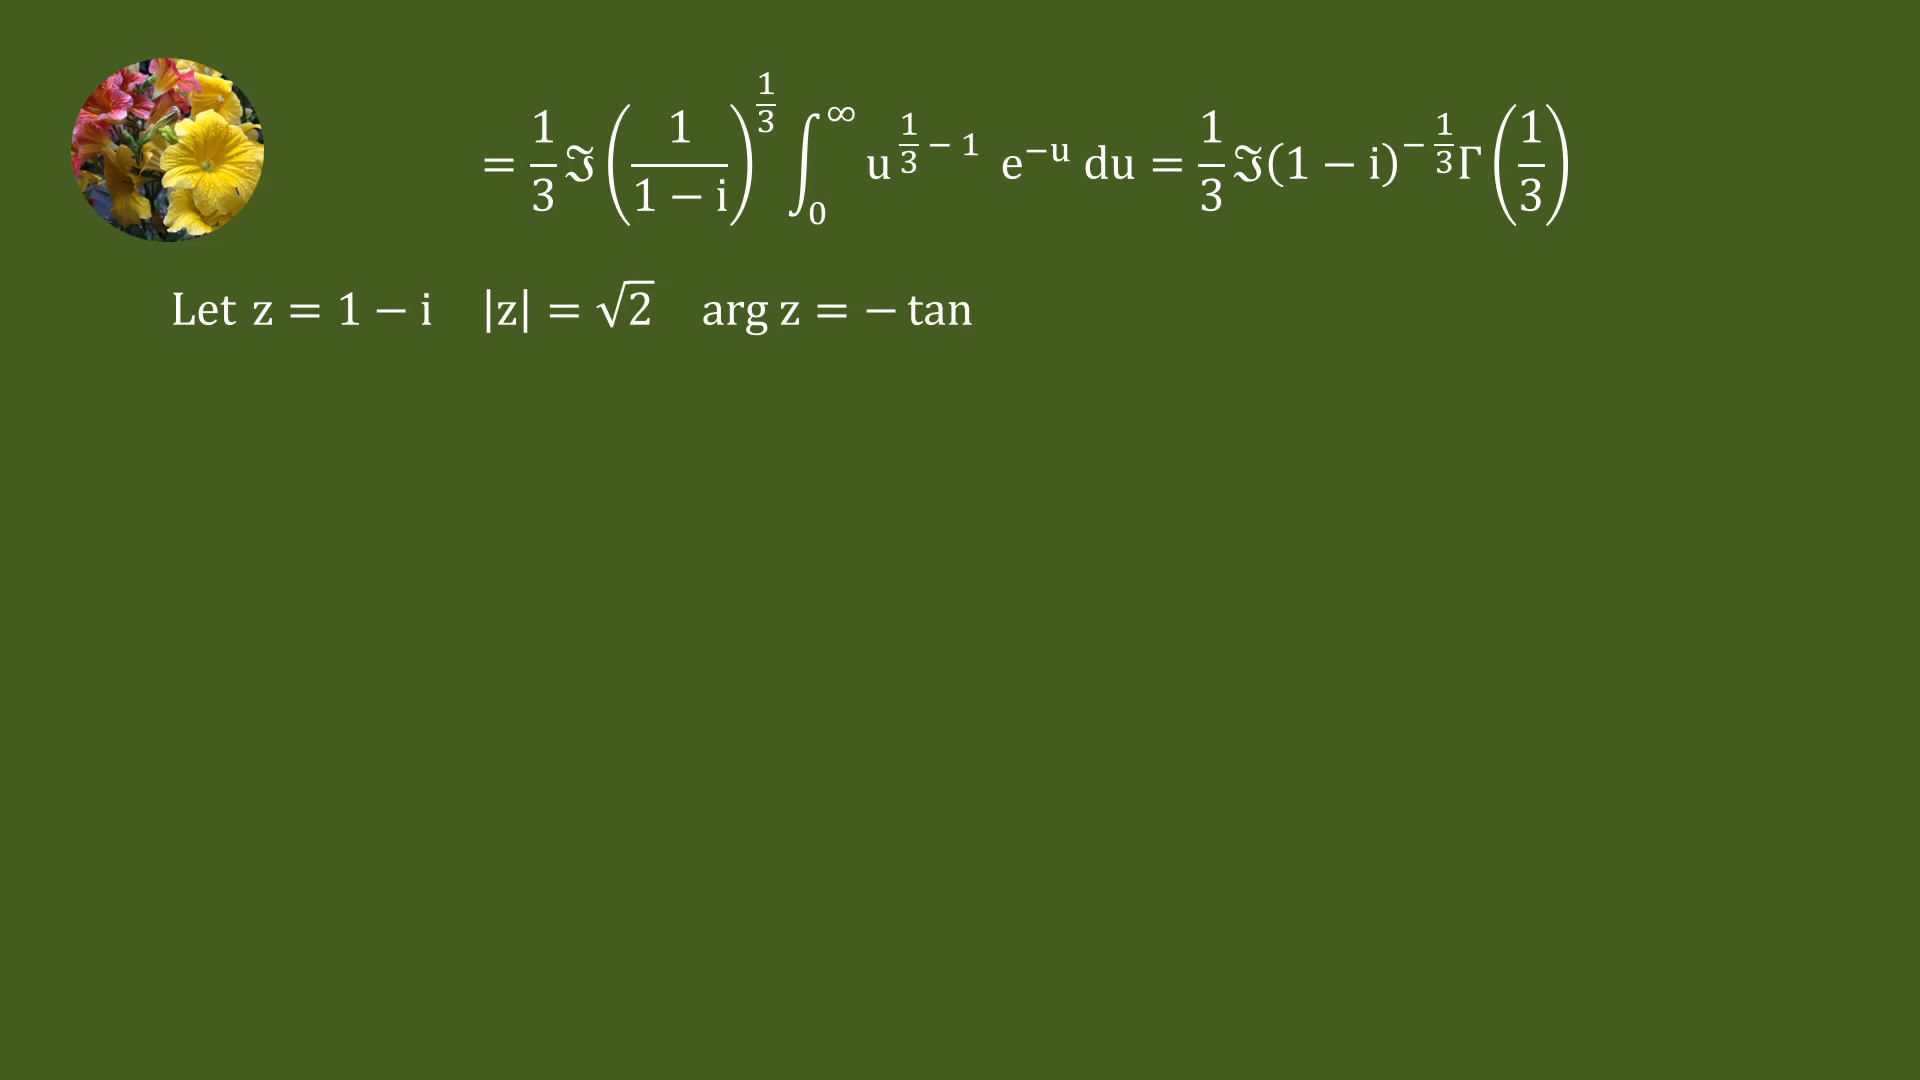 = 1/3 ℑ (1/(1 − i))^(1/3) ∫_0^∞ u^(1/3 − 1) e^(−u) du = 1/3 ℑ(1 − i)^(−1/3) Γ(1/3)
Let z = 1 − i |z| = √2 arg z = − tan